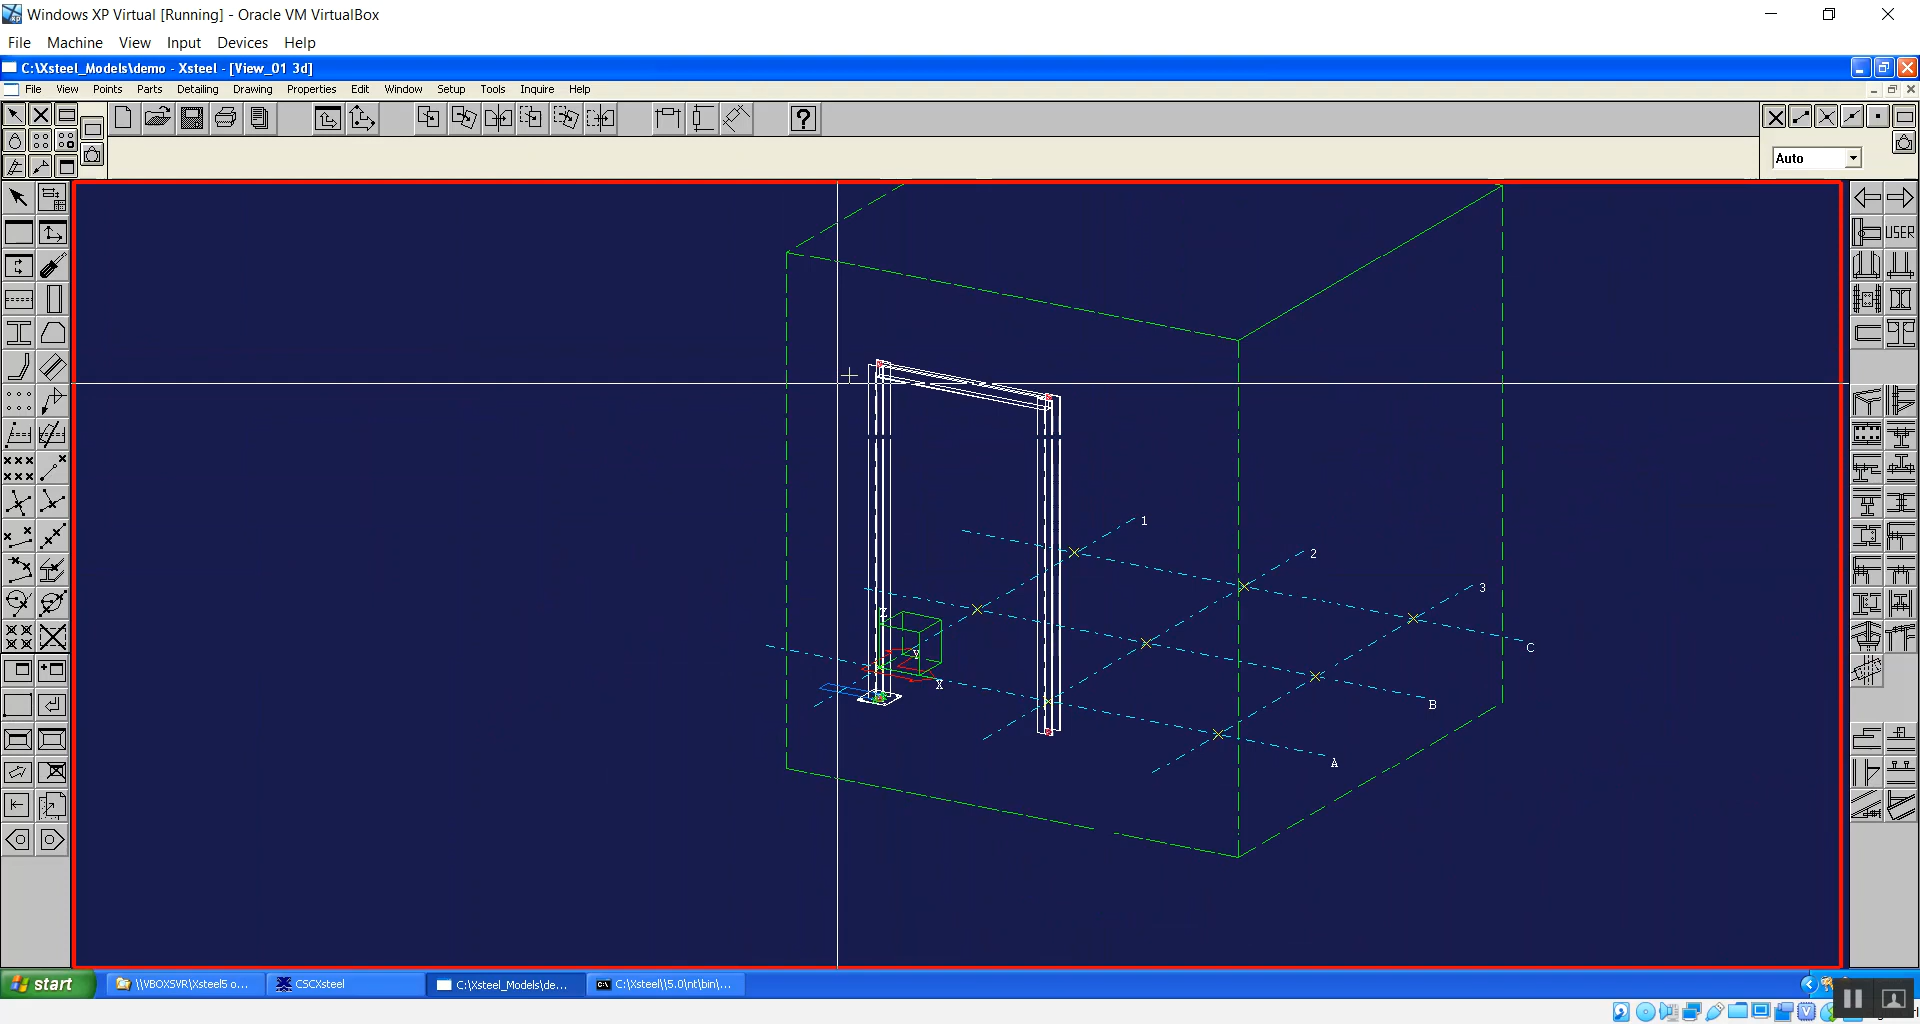 Windows XP Virtual [Running] - Oracle VM VirtualBox
File Machine View Input Devices Help
C:\Xsteel_Models\demo - Xsteel - [View_01 3d]
File View Points Parts Detailing Drawing Properties Edit Window Setup Tools Inquire Help
?
Auto
USER
1
2
3
Z
Y
X
C
B
A
start
\\VBOXSVR\Xsteel5 o...
CSCXsteel
C:\Xsteel_Models\de...
C:\Xsteel\\5.0\nt\bin\...